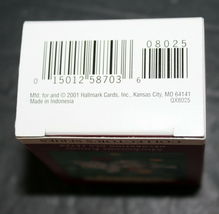 08025
0 15012 58703 6
Mfd. for and © 2001 Hallmark Cards, Inc., Kansas City, MO 64141
Made in Indonesia
QX8025